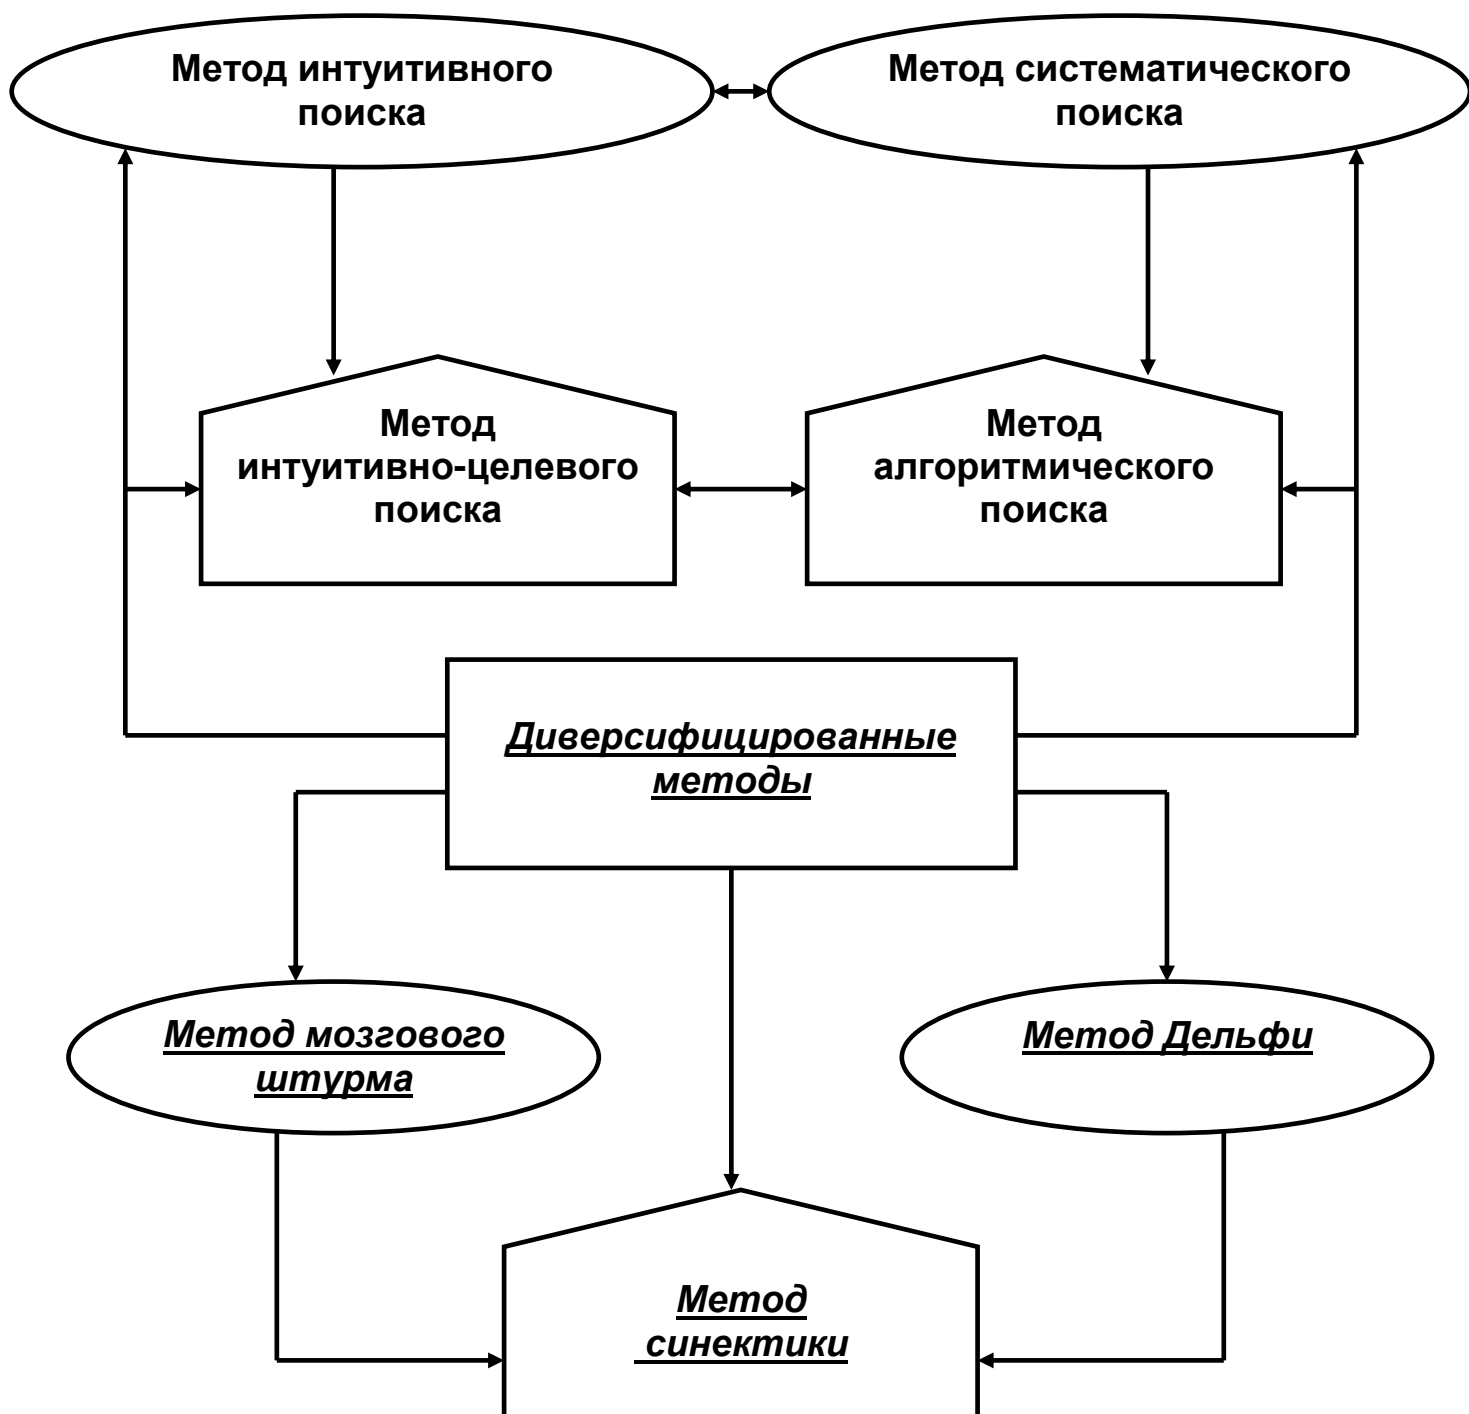 Метод интуитивного
поиска
Метод систематического
поиска
Метод
интуитивно-целевого
поиска
Метод
алгоритмического
поиска
Диверсифицированные
методы
Метод мозгового
штурма
Метод Дельфи
Метод
синектики